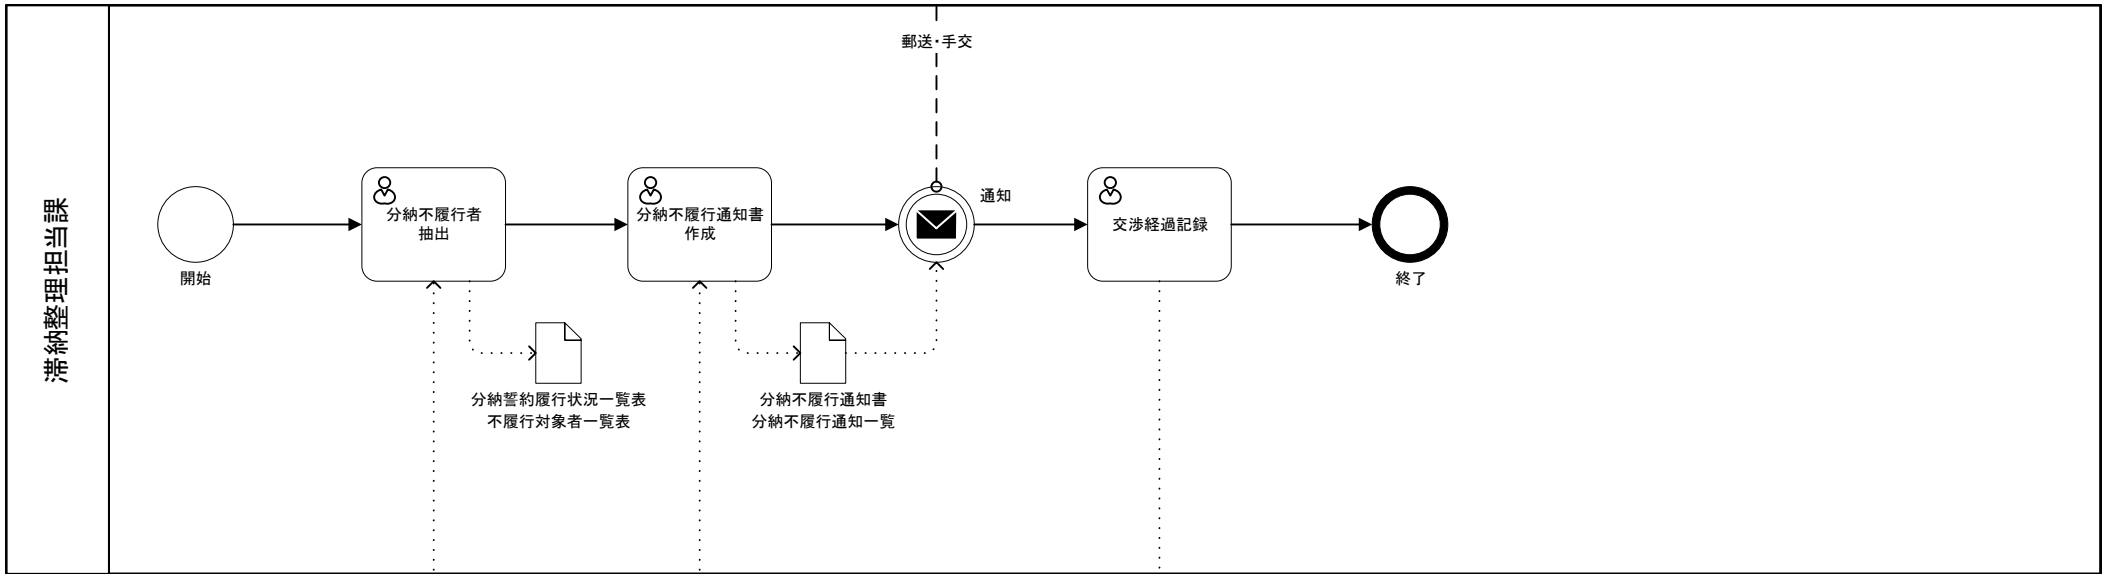 滞納整理担当課
郵送・手交
開始
分納不履行者
抽出
分納不履行通知書
作成
通知
交渉経過記録
終了
分納誓約履行状況一覧表
不履行対象者一覧表
分納不履行通知書
分納不履行通知一覧